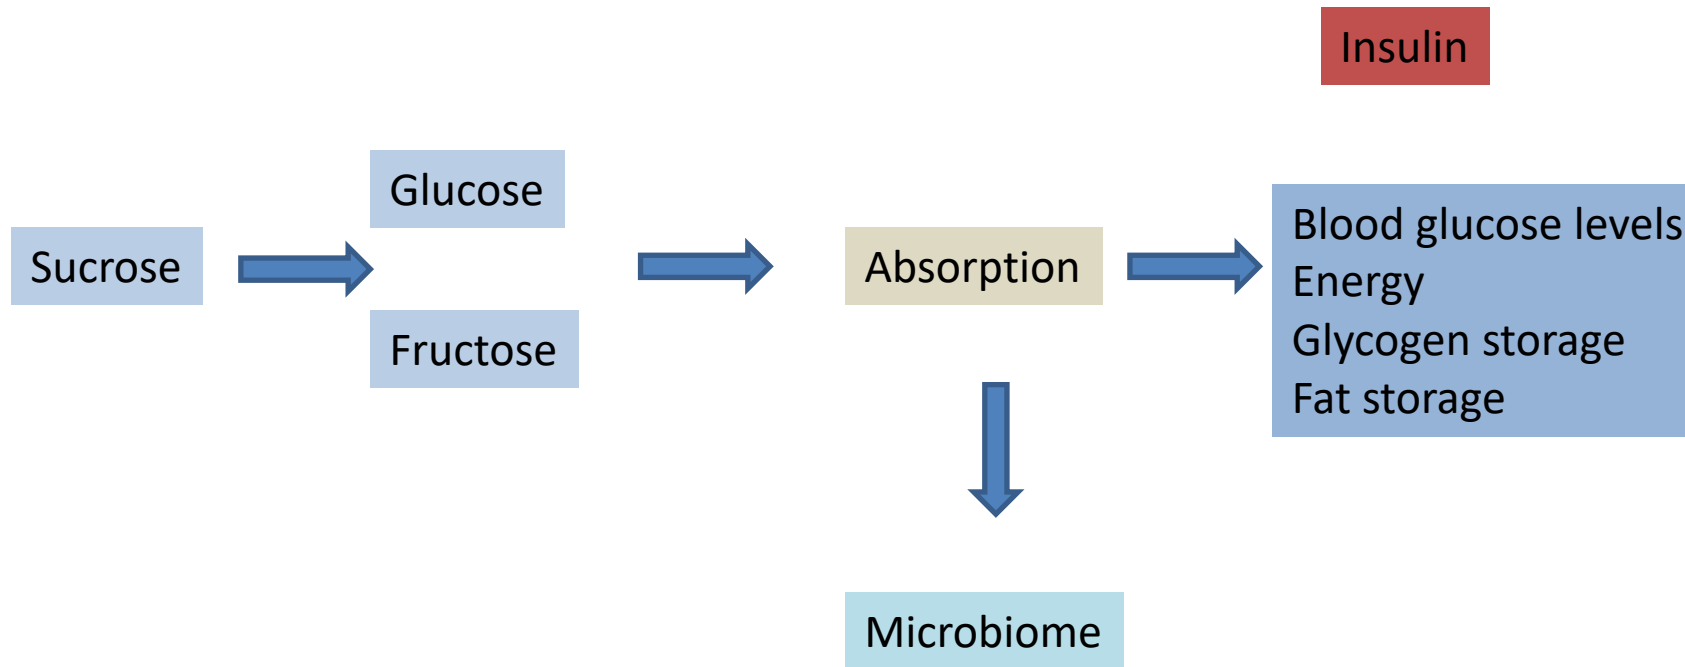 Insulin
Glucose
Sucrose
Fructose
Absorption
Blood glucose levels
Energy
Glycogen storage
Fat storage
Microbiome